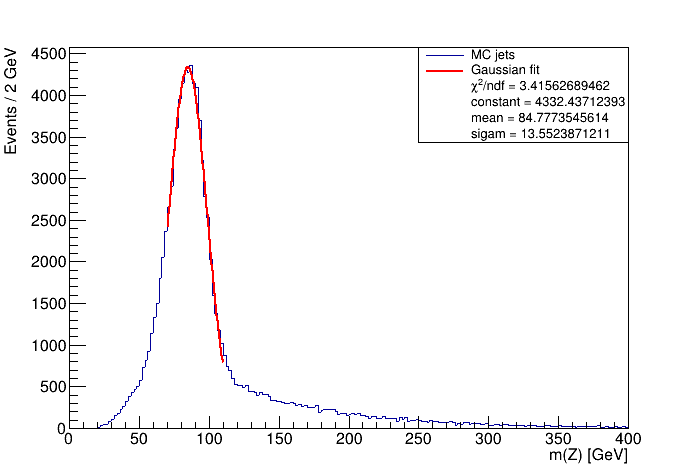 Events / 2 GeV
4500
4000
3500
3000
2500
2000
1500
1000
500
0
MC jets
Gaussian fit
χ²/ndf = 3.41562689462
constant = 4332.43712393
mean = 84.7773545614
sigam = 13.5523871211
0 50 100 150 200 250 300 350 400
m(Z) [GeV]